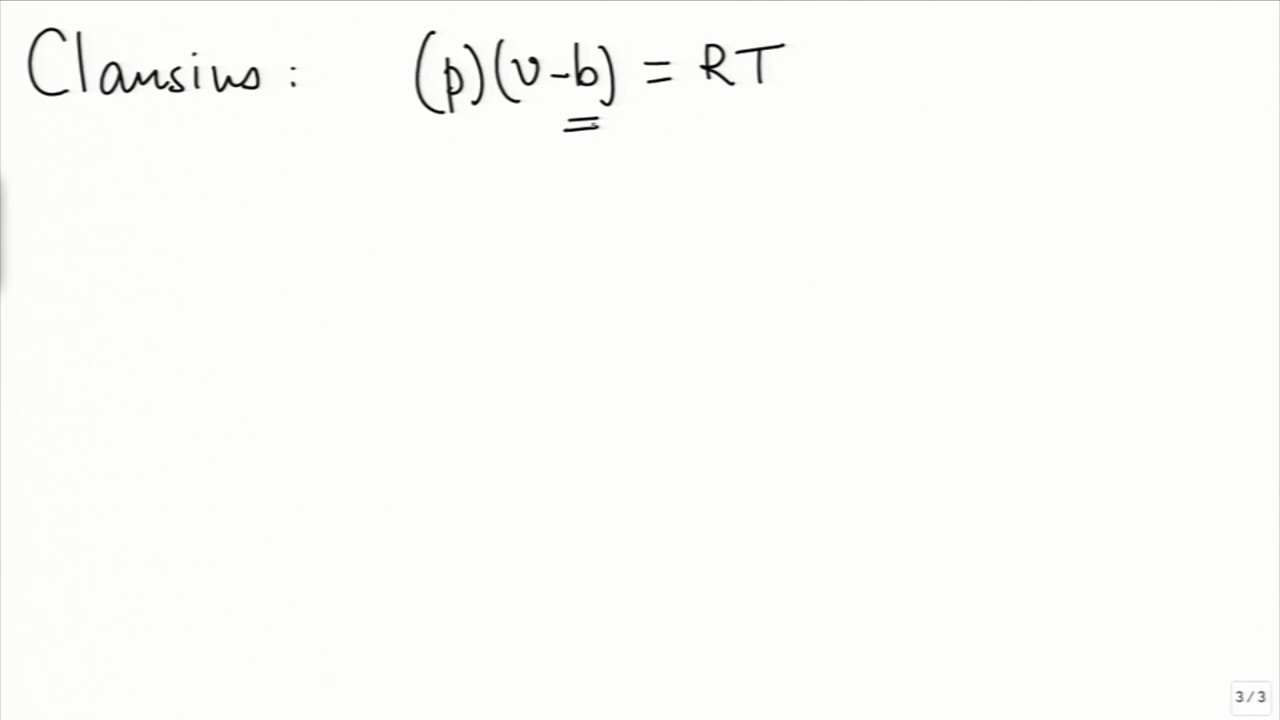 Clausius : (p)(v-b) = RT
3/3